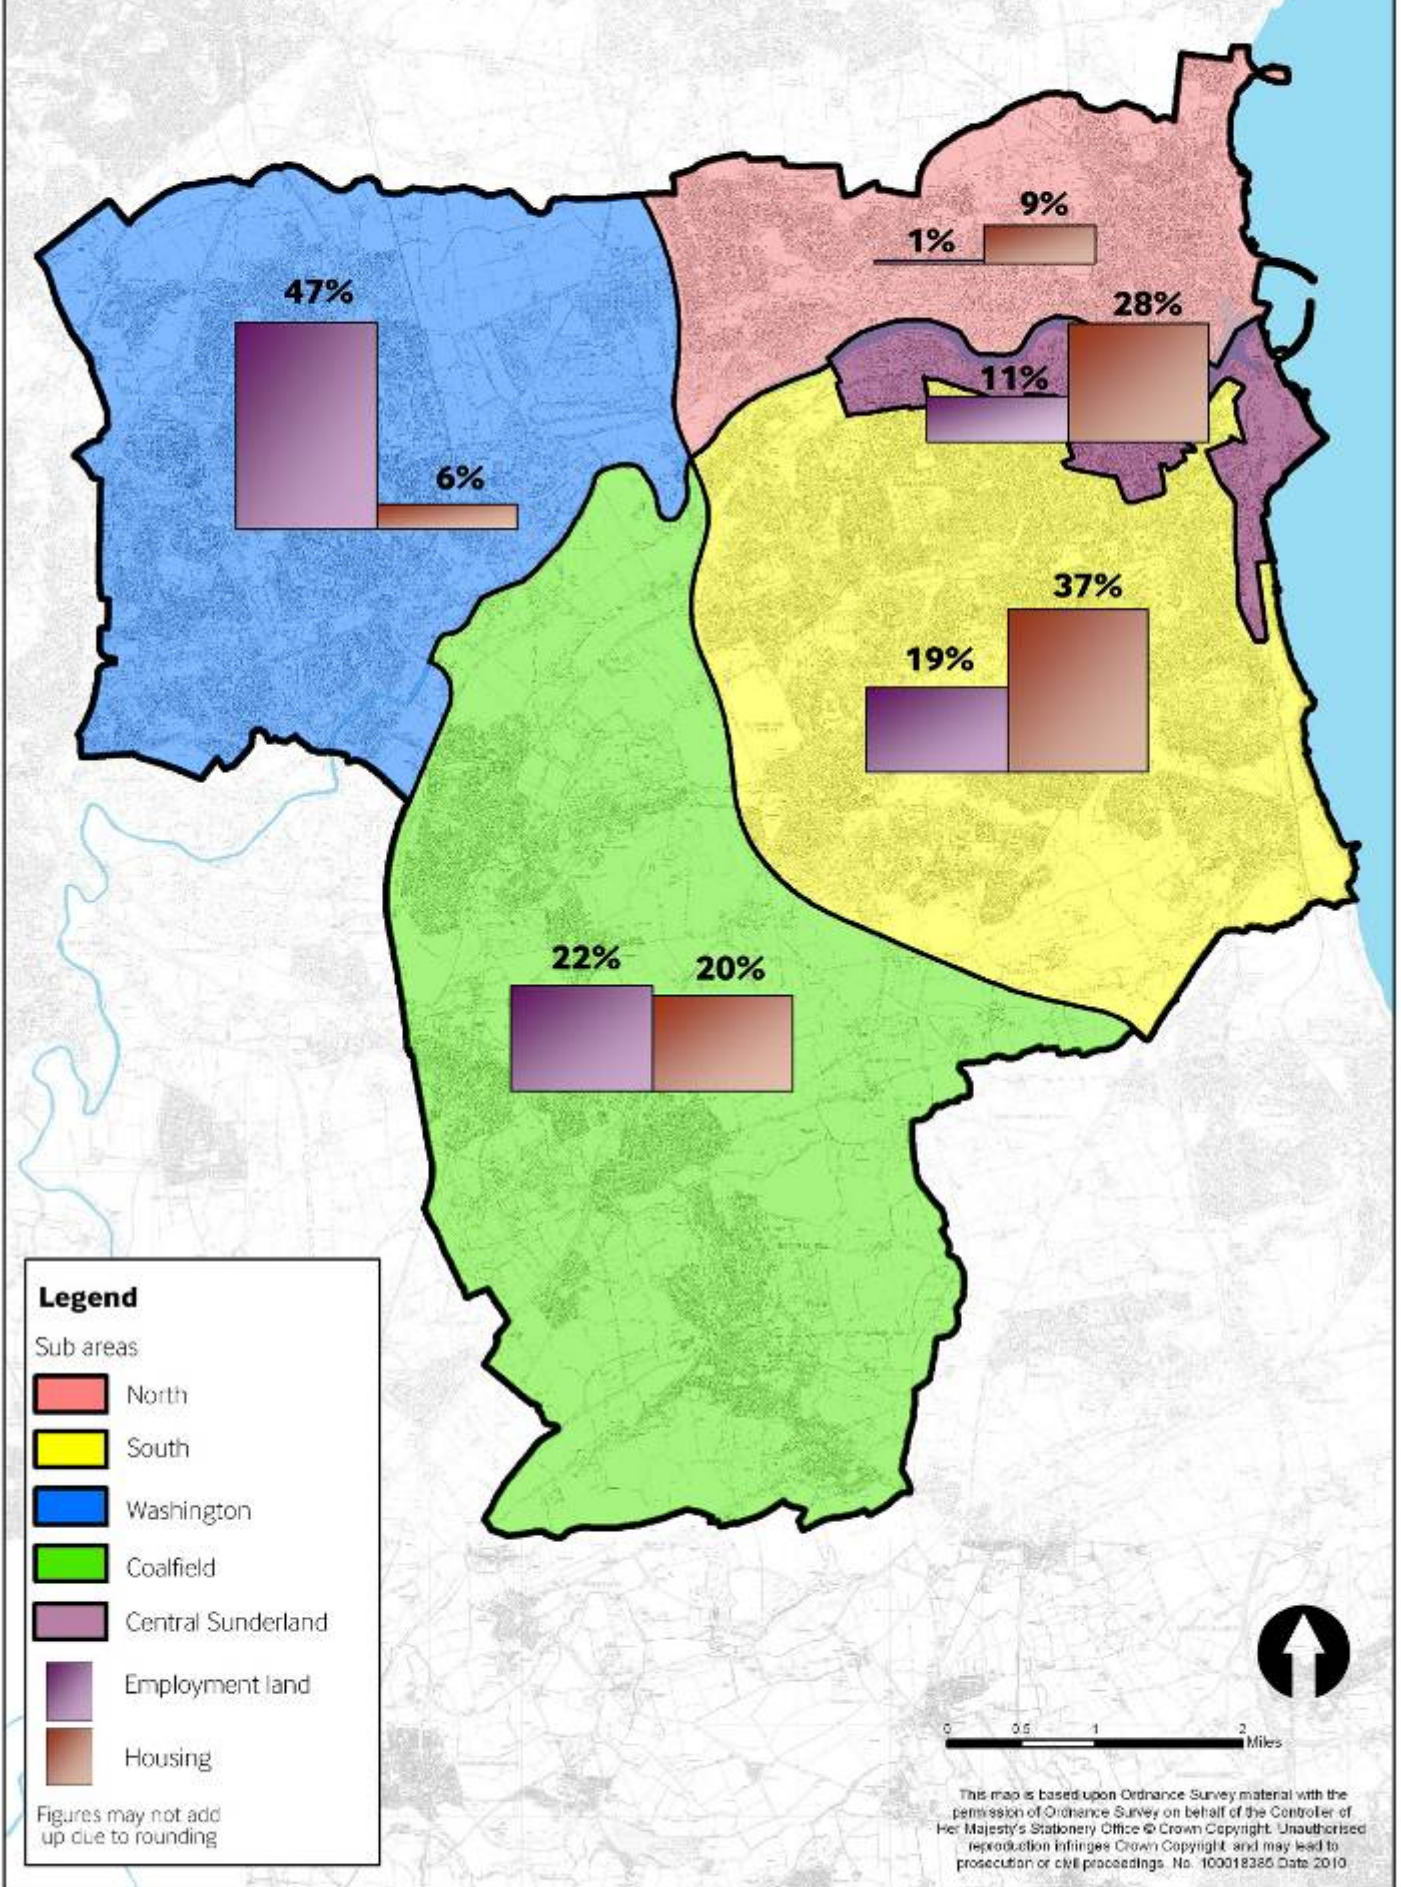 9%
1%
47%
28%
11%
6%
37%
19%
22%
20%
Legend
Sub areas
North
South
Washington
Coalfield
Central Sunderland
Employment land
Housing
Figures may not add
up due to rounding
0 0.5 1 2
Miles
This map is based upon Ordnance Survey material with the
permission of Ordnance Survey on behalf of the Controller of
Her Majesty's Stationery Office © Crown Copyright. Unauthorised
reproduction infringes Crown Copyright and may lead to
prosecution or civil proceedings. No. 100018385 Date 2010